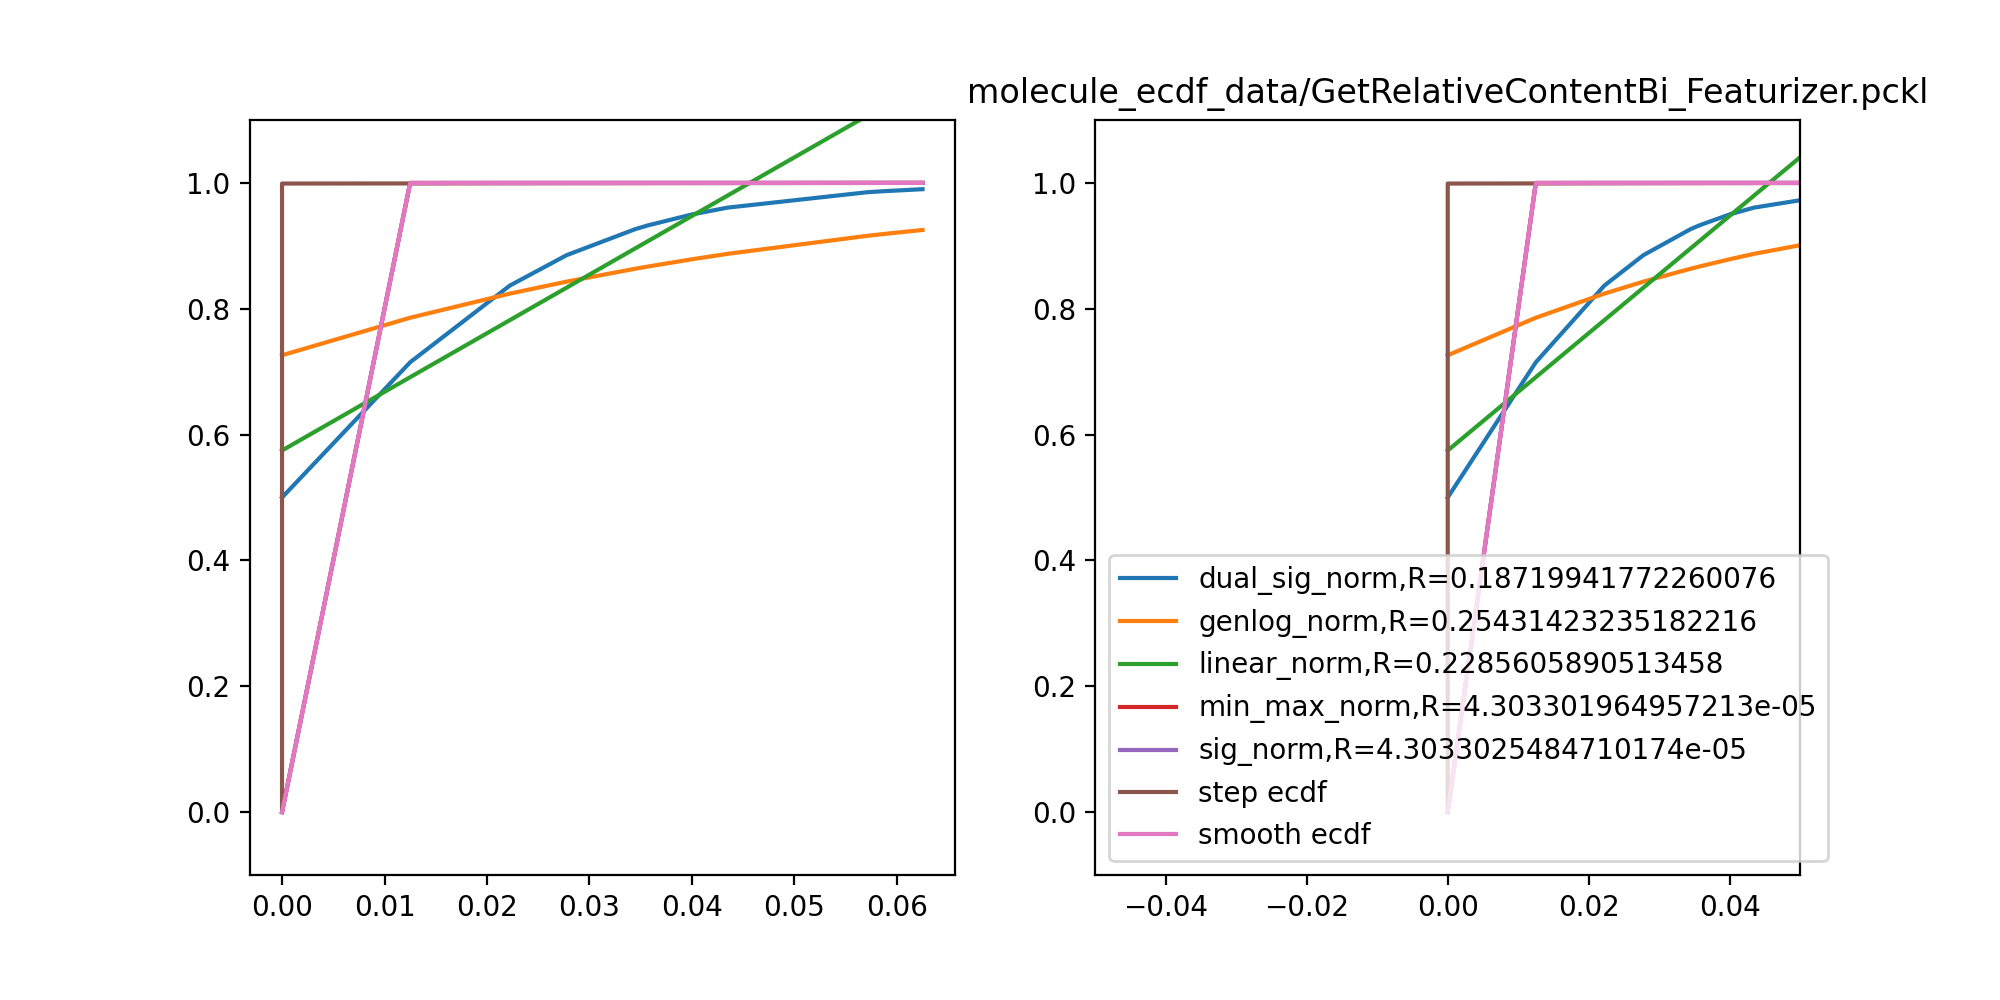 molecule_ecdf_data/GetRelativeContentBi_Featurizer.pckl
1.0
0.8
0.6
0.4
0.2
0.0
0.00 0.01 0.02 0.03 0.04 0.05 0.06
1.0
0.8
0.6
0.4
0.2
0.0
−0.04 −0.02 0.00 0.02 0.04
dual_sig_norm,R=0.18719941772260076
genlog_norm,R=0.25431423235182216
linear_norm,R=0.2285605890513458
min_max_norm,R=4.303301964957213e-05
sig_norm,R=4.3033025484710174e-05
step ecdf
smooth ecdf